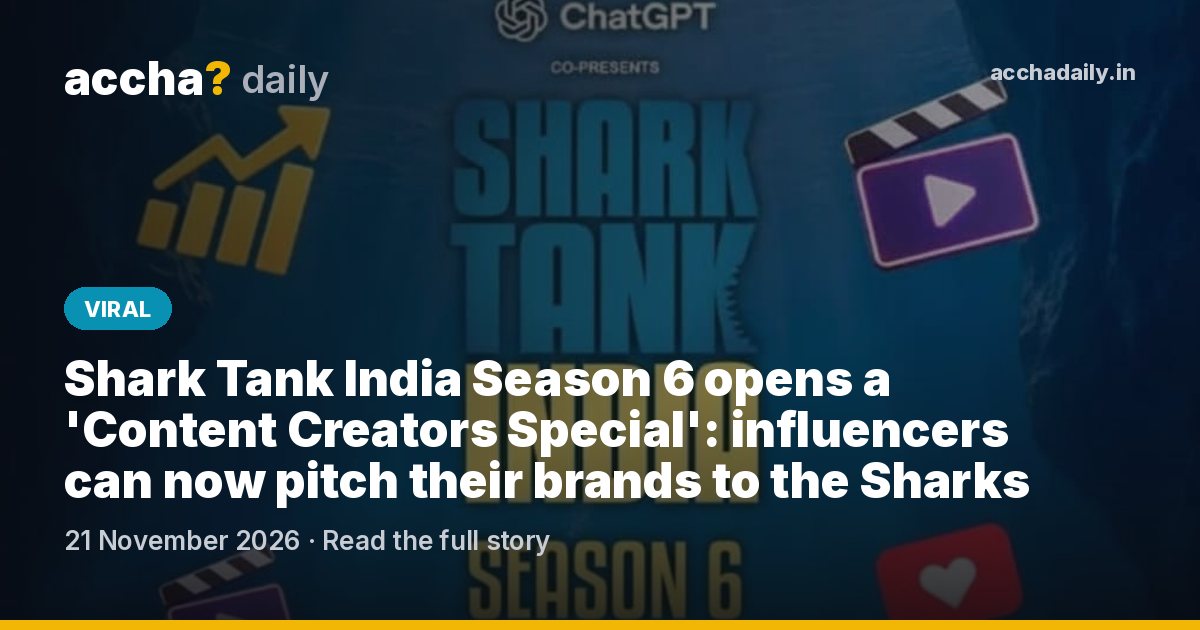 ChatGPT
CO-PRESENTS
accha? daily
acchadaily.in
SHARK
TANK
INDIA
VIRAL
Shark Tank India Season 6 opens a
'Content Creators Special': influencers
can now pitch their brands to the Sharks
21 November 2026 · Read the full story
SEASON 6